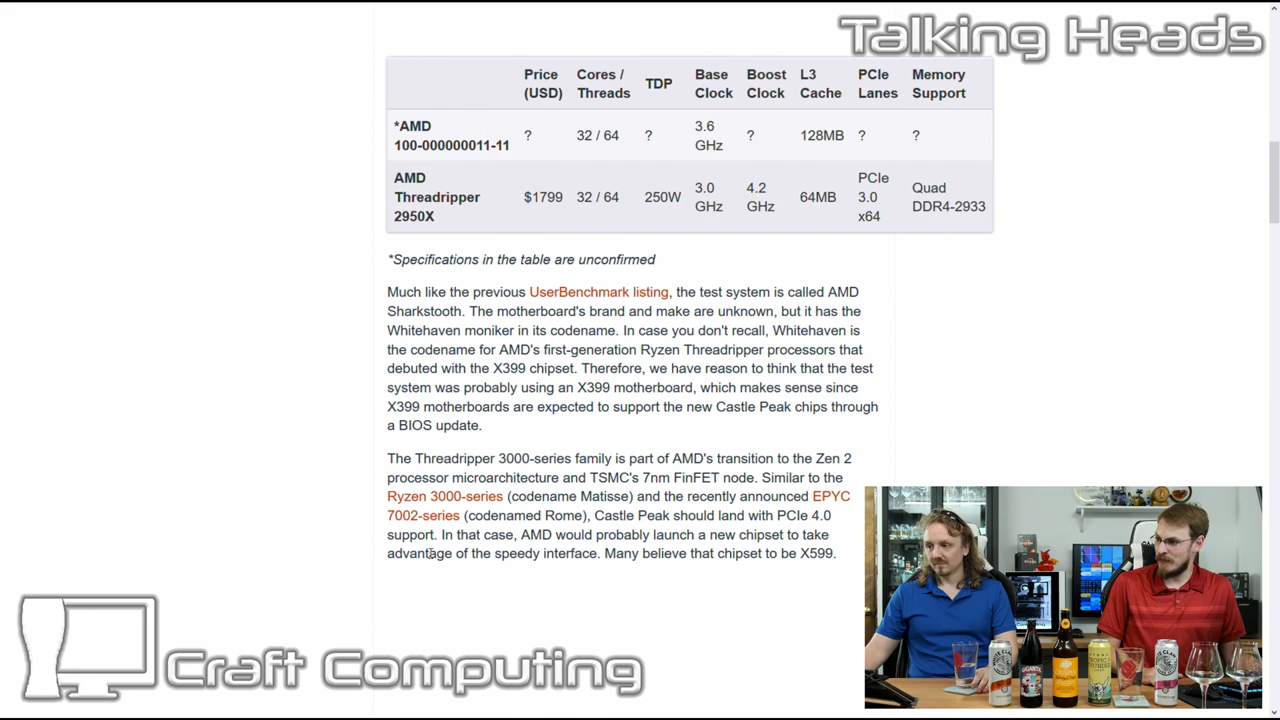 Talking Heads
Price (USD) Cores / Threads TDP Base Clock Boost Clock L3 Cache PCIe Lanes Memory Support
*AMD 100-000000011-11 ? 32 / 64 ? 3.6 GHz ? 128MB ? ?
AMD Threadripper 2950X $1799 32 / 64 250W 3.0 GHz 4.2 GHz 64MB PCIe 3.0 x64 Quad DDR4-2933
*Specifications in the table are unconfirmed
Much like the previous UserBenchmark listing, the test system is called AMD
Sharkstooth. The motherboard's brand and make are unknown, but it has the
Whitehaven moniker in its codename. In case you don't recall, Whitehaven is
the codename for AMD's first-generation Ryzen Threadripper processors that
debuted with the X399 chipset. Therefore, we have reason to think that the test
system was probably using an X399 motherboard, which makes sense since
X399 motherboards are expected to support the new Castle Peak chips through
a BIOS update.
The Threadripper 3000-series family is part of AMD's transition to the Zen 2
processor microarchitecture and TSMC's 7nm FinFET node. Similar to the
Ryzen 3000-series (codename Matisse) and the recently announced EPYC
7002-series (codenamed Rome), Castle Peak should land with PCIe 4.0
support. In that case, AMD would probably launch a new chipset to take
advantage of the speedy interface. Many believe that chipset to be X599.
Craft Computing